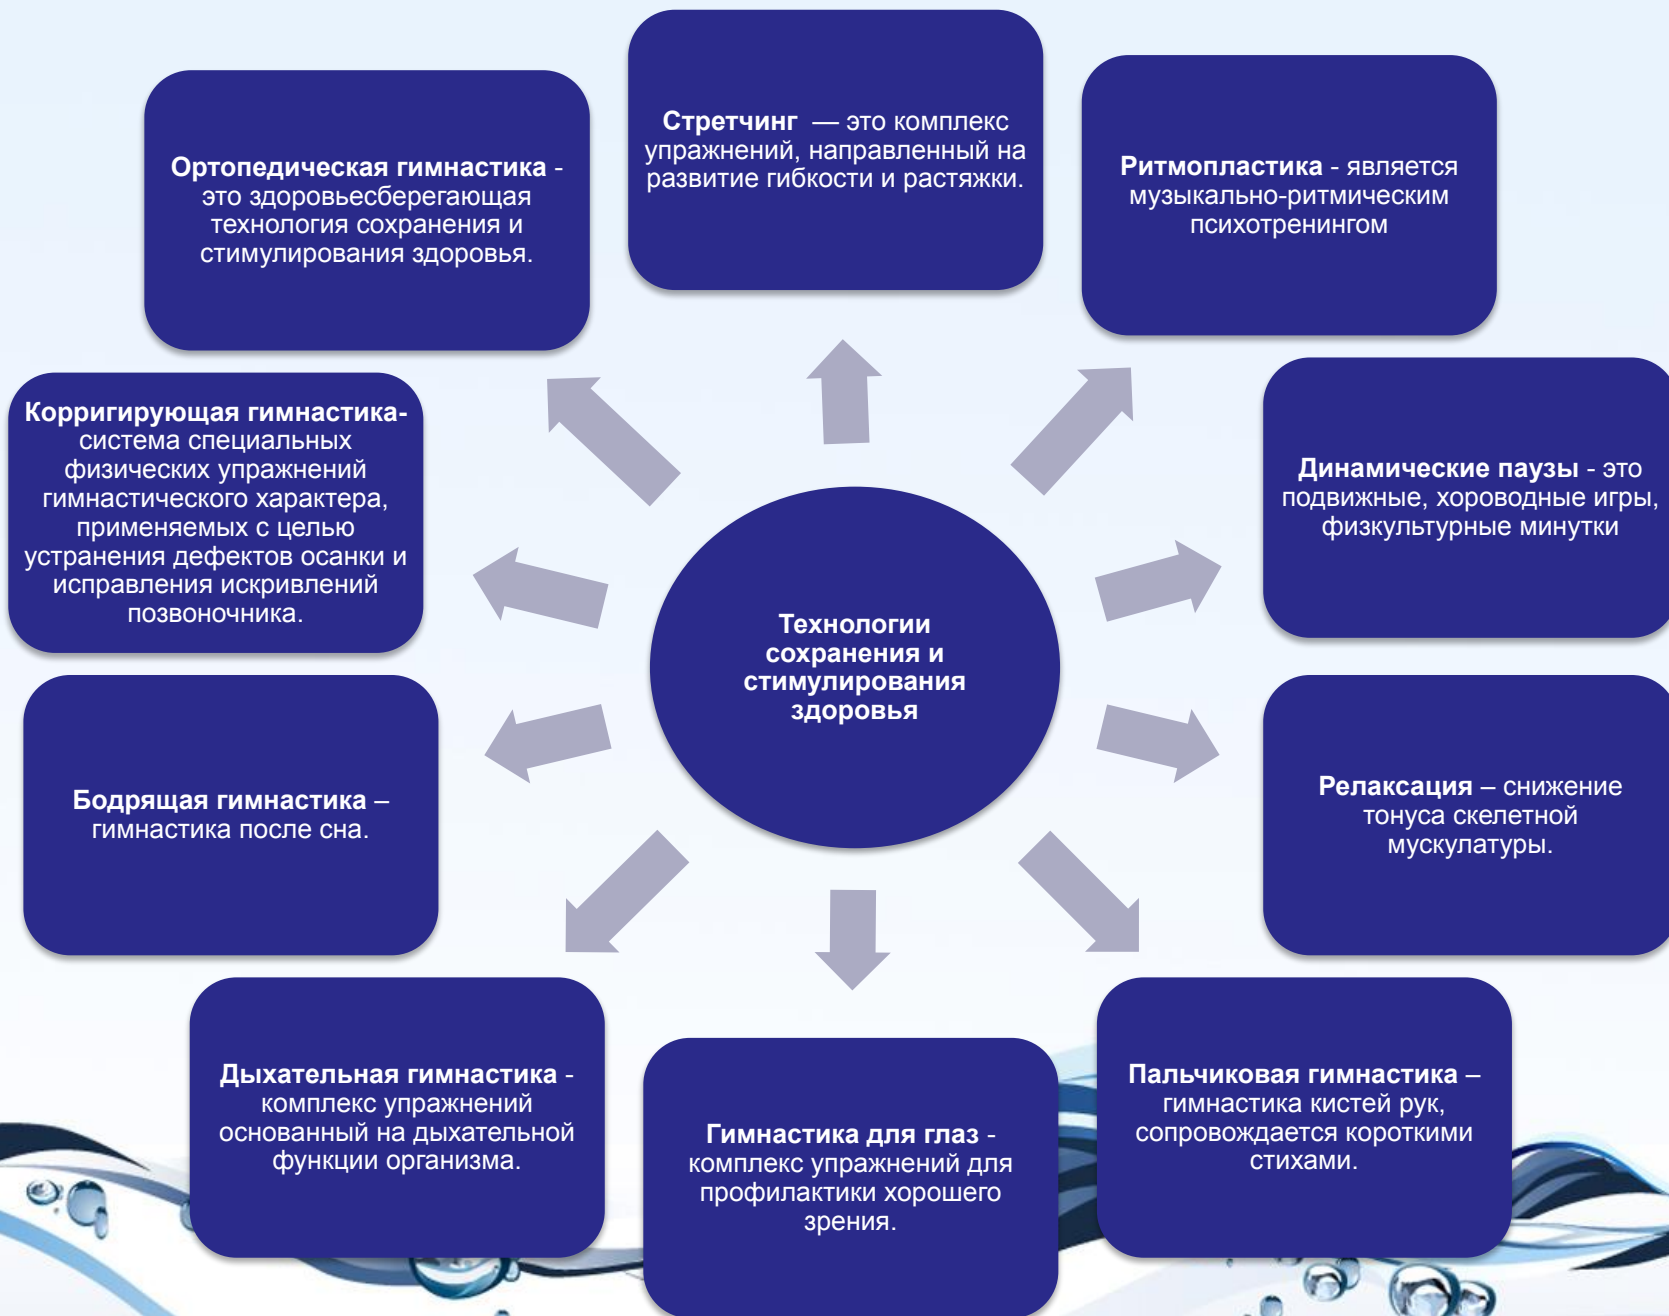 Стретчинг — это комплекс
упражнений, направленный на
развитие гибкости и растяжки.
Ортопедическая гимнастика -
это здоровьесберегающая
технология сохранения и
стимулирования здоровья.
Ритмопластика - является
музыкально-ритмическим
психотренингом
Корригирующая гимнастика-
система специальных
физических упражнений
гимнастического характера,
применяемых с целью
устранения дефектов осанки и
исправления искривлений
позвоночника.
Динамические паузы - это
подвижные, хороводные игры,
физкультурные минутки
Технологии
сохранения и
стимулирования
здоровья
Бодрящая гимнастика –
гимнастика после сна.
Релаксация – снижение
тонуса скелетной
мускулатуры.
Дыхательная гимнастика -
комплекс упражнений
основанный на дыхательной
функции организма.
Гимнастика для глаз -
комплекс упражнений для
профилактики хорошего
зрения.
Пальчиковая гимнастика –
гимнастика кистей рук,
сопровождается короткими
стихами.